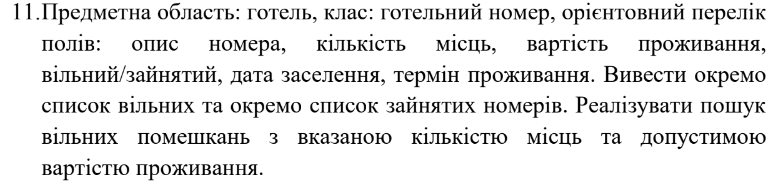 11.Предметна область: готель, клас: готельний номер, орієнтовний перелік
полів: опис номера, кількість місць, вартість проживання,
вільний/зайнятий, дата заселення, термін проживання. Вивести окремо
список вільних та окремо список зайнятих номерів. Реалізувати пошук
вільних помешкань з вказаною кількістю місць та допустимою
вартістю проживання.